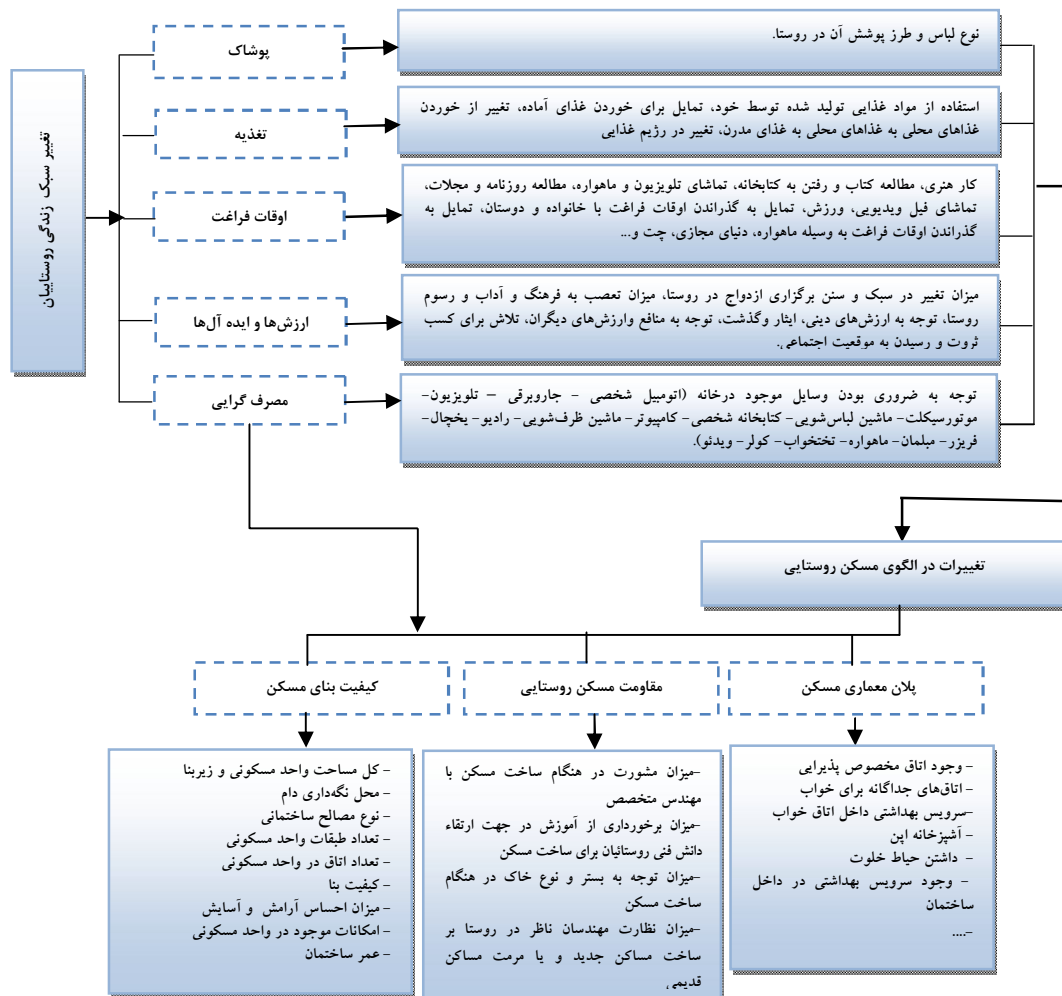 تغییر سبک زندگی روستاییان
پوشاک
نوع لباس و طرز پوشش آن در روستا.
تغذیه
استفاده از مواد غذایی تولید شده توسط خود، تمایل برای خوردن غذای آماده، تغییر از خوردن
غذاهای محلی به غذاهای محلی به غذای مدرن، تغییر در رژیم غذایی
اوقات فراغت
کار هنری، مطالعه کتاب و رفتن به کتابخانه، تماشای تلویزیون و ماهواره، مطالعه روزنامه و مجلات،
تماشای فیل ویدیویی، ورزش، تمایل به گذراندن اوقات فراغت با خانواده و دوستان، تمایل به
گذراندن اوقات فراغت به وسیله ماهواره، دنیای مجازی، چت و...
ارزش‌ها و ایده آل‌ها
میزان تغییر در سبک و سنن برگزاری ازدواج در روستا، میزان تعصب به فرهنگ و آداب و رسوم
روستا، توجه به ارزش‌های دینی، ایثار وگذشت، توجه به منافع وارزش‌های دیگران، تلاش برای کسب
ثروت و رسیدن به موقعیت اجتماعی.
مصرف گرایی
توجه به ضروری بودن وسایل موجود درخانه (اتومبیل شخصی - جاروبرقی – تلویزیون-
موتورسیکلت- ماشین لباس‌شویی- کتابخانه شخصی- کامپیوتر- ماشین ظرف‌شویی- رادیو- یخچال-
فریزر- مبلمان- ماهواره- تختخواب- کولر- ویدئو).
تغییرات در الگوی مسکن روستایی
پلان معماری مسکن
- وجود اتاق مخصوص پذیرایی
- اتاق‌های جداگانه برای خواب
-سرویس بهداشتی داخل اتاق خواب
- آشپزخانه اپن
- داشتن حیاط خلوت
- وجود سرویس بهداشتی در داخل
ساختمان
-....
مقاومت مسکن روستایی
-میزان مشورت در هنگام ساخت مسکن با
مهندس متخصص
-میزان برخورداری از آموزش در جهت ارتقاء
دانش فنی روستائیان برای ساخت مسکن
-میزان توجه به بستر و نوع خاک در هنگام
ساخت مسکن
-میزان نظارت مهندسان ناظر در روستا بر
ساخت مساکن جدید و یا مرمت مساکن
قدیمی
کیفیت بنای مسکن
- کل مساحت واحد مسکونی و زیربنا
- محل نگه‌داری دام
- نوع مصالح ساختمانی
- تعداد طبقات واحد مسکونی
- تعداد اتاق در واحد مسکونی
- کیفیت بنا
- میزان احساس آرامش و آسایش
- امکانات موجود در واحد مسکونی
- عمر ساختمان